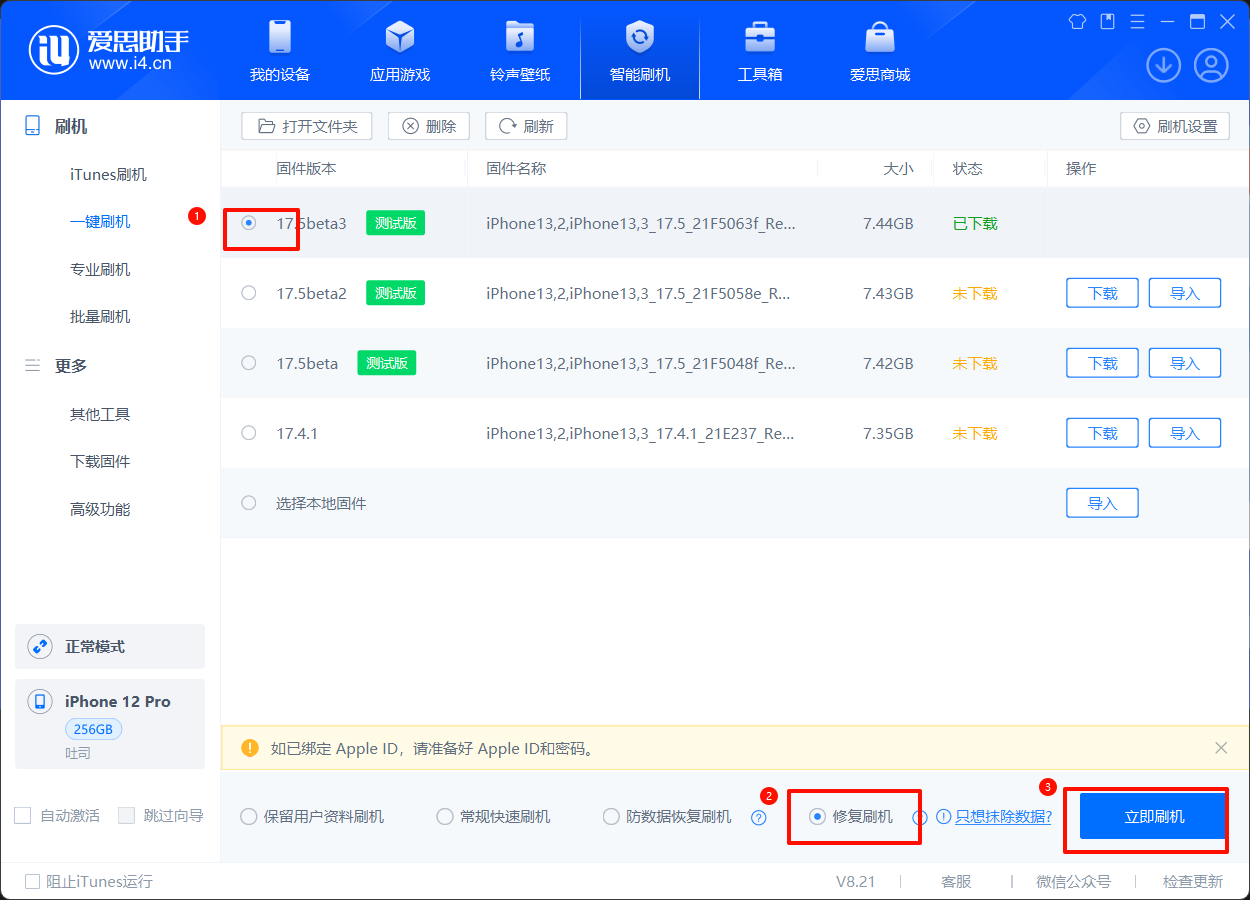 爱思助手
www.i4.cn
我的设备
应用游戏
铃声壁纸
智能刷机
工具箱
爱思商城
刷机
iTunes刷机
一键刷机
1
专业刷机
批量刷机
更多
其他工具
下载固件
高级功能
正常模式
iPhone 12 Pro
256GB
吐司
自动激活 跳过向导
打开文件夹 删除 刷新 刷机设置
固件版本 固件名称 大小 状态 操作
17.5beta3 测试版 iPhone13,2,iPhone13,3_17.5_21F5063f_Re... 7.44GB 已下载
17.5beta2 测试版 iPhone13,2,iPhone13,3_17.5_21F5058e_R... 7.43GB 未下载 下载 导入
17.5beta 测试版 iPhone13,2,iPhone13,3_17.5_21F5048f_Re... 7.42GB 未下载 下载 导入
17.4.1 iPhone13,2,iPhone13,3_17.4.1_21E237_Re... 7.35GB 未下载 下载 导入
选择本地固件 导入
如已绑定 Apple ID，请准备好 Apple ID和密码。
2 3
保留用户资料刷机 常规快速刷机 防数据恢复刷机 修复刷机 只想抹除数据? 立即刷机
阻止iTunes运行 V8.21 客服 微信公众号 检查更新